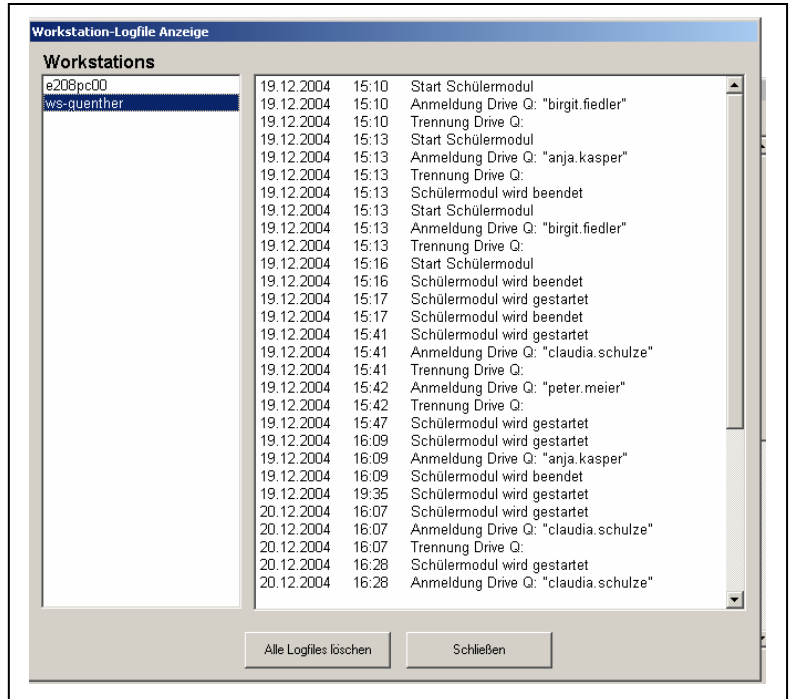 Workstation-Logfile Anzeige
Workstations
e208pc00
ws-guenther
19.12.2004 15:10 Start Schülermodul
19.12.2004 15:10 Anmeldung Drive Q: "birgit.fiedler"
19.12.2004 15:10 Trennung Drive Q:
19.12.2004 15:13 Start Schülermodul
19.12.2004 15:13 Anmeldung Drive Q: "anja.kasper"
19.12.2004 15:13 Trennung Drive Q:
19.12.2004 15:13 Schülermodul wird beendet
19.12.2004 15:13 Start Schülermodul
19.12.2004 15:13 Anmeldung Drive Q: "birgit.fiedler"
19.12.2004 15:13 Trennung Drive Q:
19.12.2004 15:16 Start Schülermodul
19.12.2004 15:16 Schülermodul wird beendet
19.12.2004 15:17 Schülermodul wird gestartet
19.12.2004 15:17 Schülermodul wird beendet
19.12.2004 15:41 Schülermodul wird gestartet
19.12.2004 15:41 Anmeldung Drive Q: "claudia.schulze"
19.12.2004 15:41 Trennung Drive Q:
19.12.2004 15:42 Anmeldung Drive Q: "peter.meier"
19.12.2004 15:42 Trennung Drive Q:
19.12.2004 15:47 Schülermodul wird gestartet
19.12.2004 16:09 Schülermodul wird gestartet
19.12.2004 16:09 Anmeldung Drive Q: "anja.kasper"
19.12.2004 16:09 Schülermodul wird beendet
19.12.2004 19:35 Schülermodul wird gestartet
20.12.2004 16:07 Schülermodul wird gestartet
20.12.2004 16:07 Anmeldung Drive Q: "claudia.schulze"
20.12.2004 16:07 Trennung Drive Q:
20.12.2004 16:28 Schülermodul wird gestartet
20.12.2004 16:28 Anmeldung Drive Q: "claudia.schulze"
Alle Logfiles löschen
Schließen